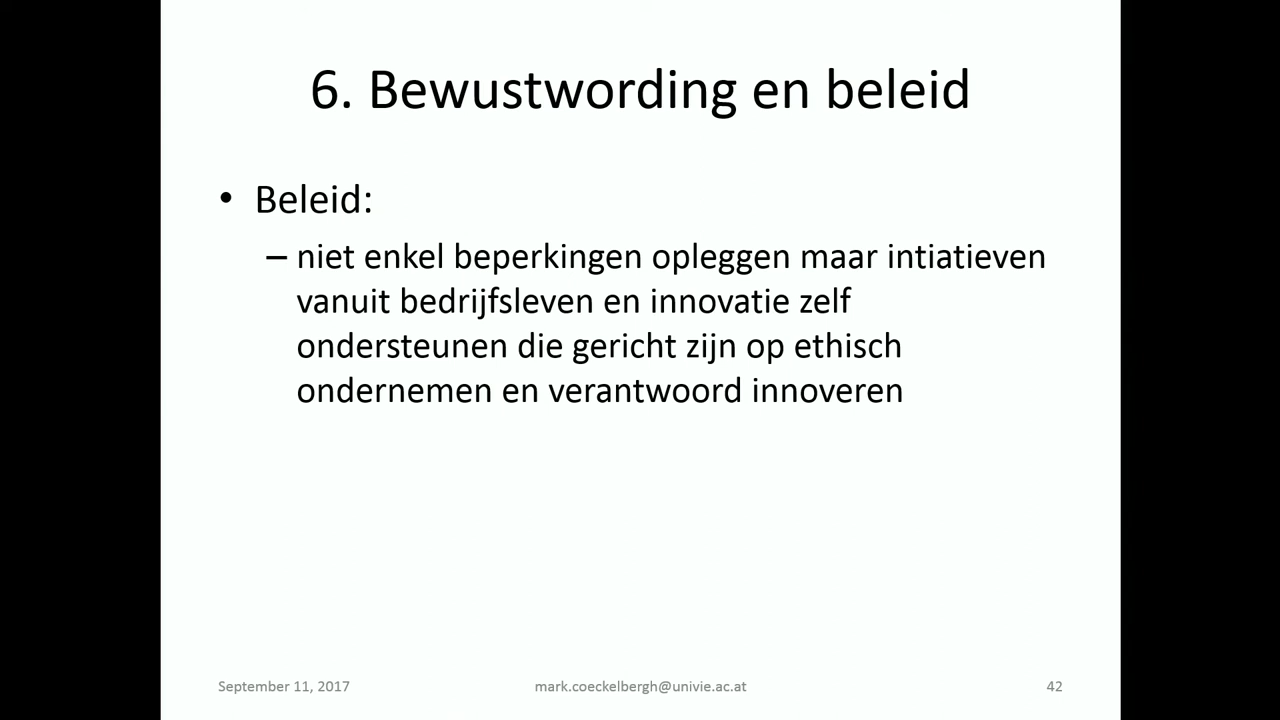 6. Bewustwording en beleid
• Beleid:
– niet enkel beperkingen opleggen maar intiatieven
vanuit bedrijfsleven en innovatie zelf
ondersteunen die gericht zijn op ethisch
ondernemen en verantwoord innoveren
September 11, 2017
mark.coeckelbergh@univie.ac.at
42